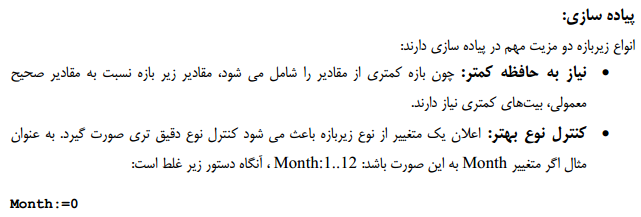 پیاده سازی:
انواع زیربازه دو مزیت مهم در پیاده سازی دارند:
• نیاز به حافظه کمتر: چون بازه کمتری از مقادیر را شامل می شود، مقادیر زیر بازه نسبت به مقادیر صحیح
معمولی، بیت‌های کمتری نیاز دارند.
• کنترل نوع بهتر: اعلان یک متغییر از نوع زیربازه باعث می شود کنترل نوع دقیق تری صورت گیرد. به عنوان
مثال اگر متغییر Month به این صورت باشد: Month:1..12 ، آنگاه دستور زیر غلط است:
Month:=0